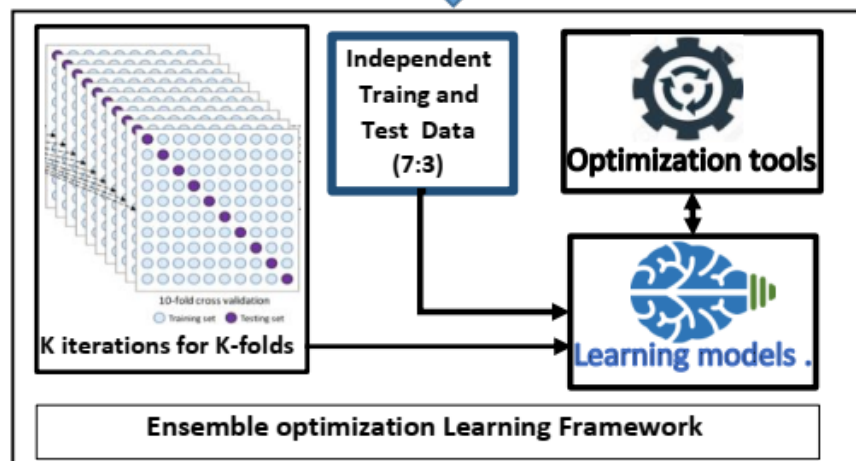 10-fold cross validation
Training set Testing set
K iterations for K-folds
Independent
Traing and
Test Data
(7:3)
Optimization tools
Learning models .
Ensemble optimization Learning Framework